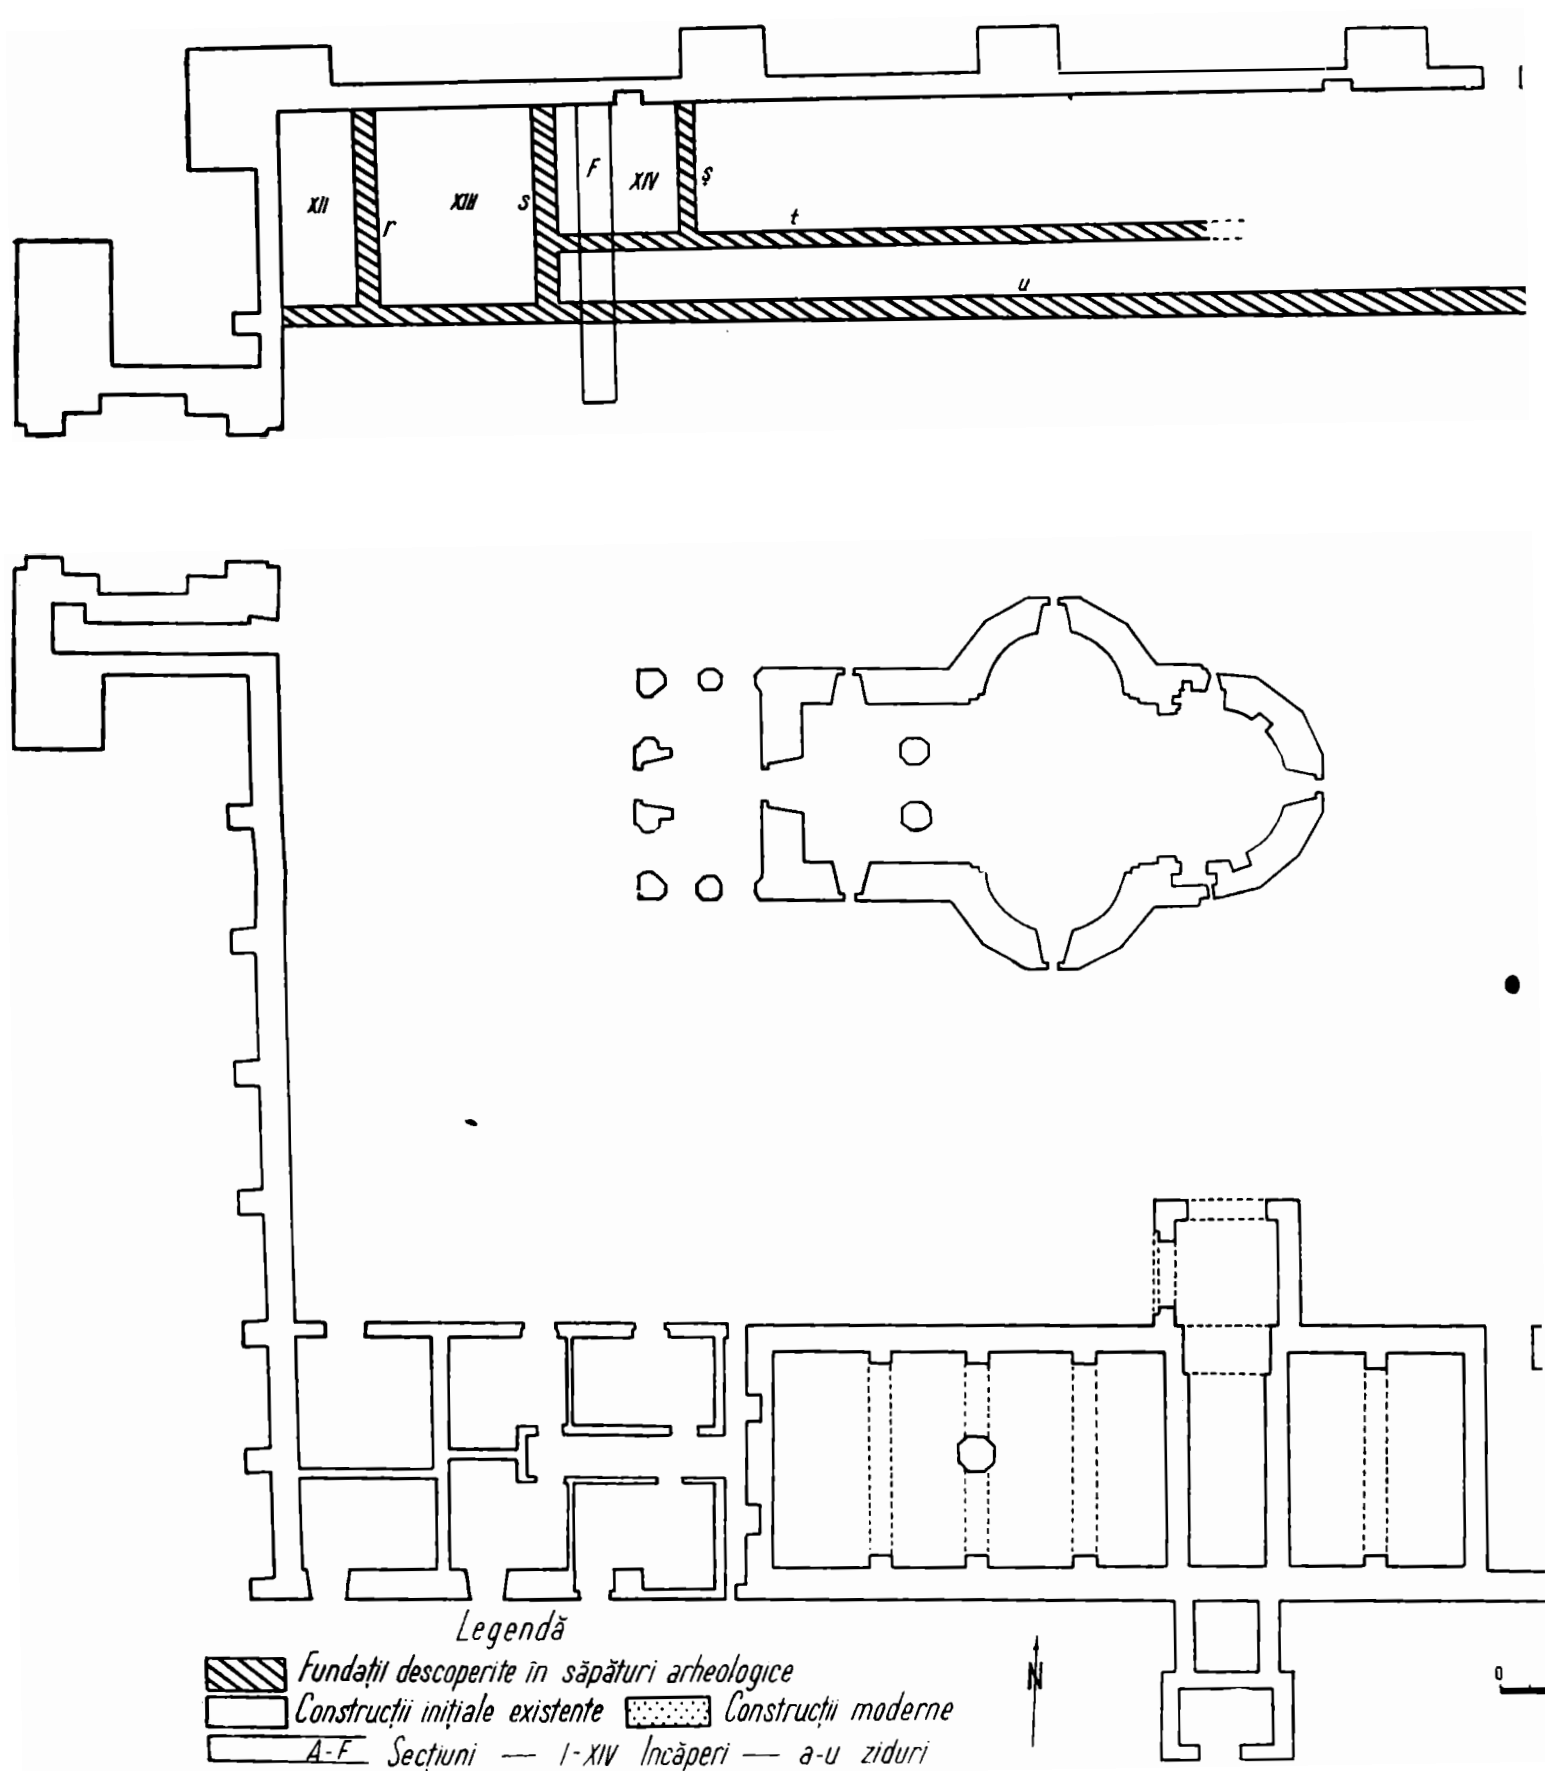 F
XII
XIII
s
XIV
ș
r
t
u
Legendă
Fundații descoperite în săpături arheologice
Construcții inițiale existente Construcții moderne
A-F Secțiuni — I-XIV Încăperi — a-u ziduri
N
0